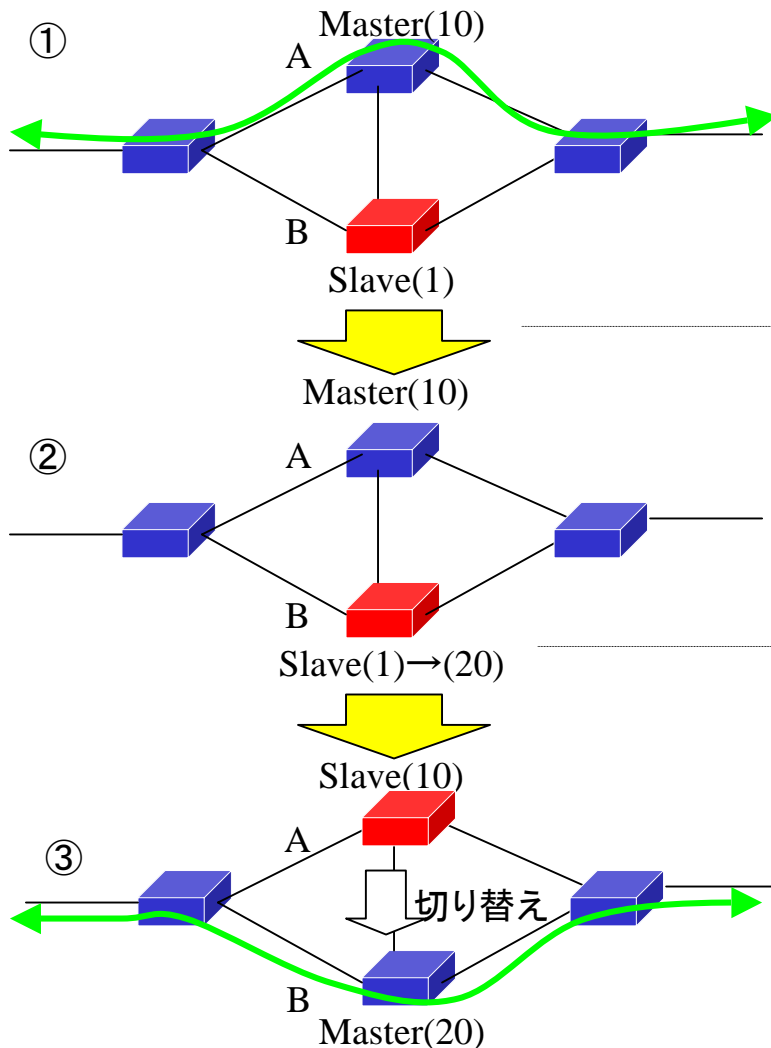 Master(10)
①
A
B
Slave(1)
Master(10)
②
A
B
Slave(1)→(20)
Slave(10)
A
③
切り替え
B
Master(20)